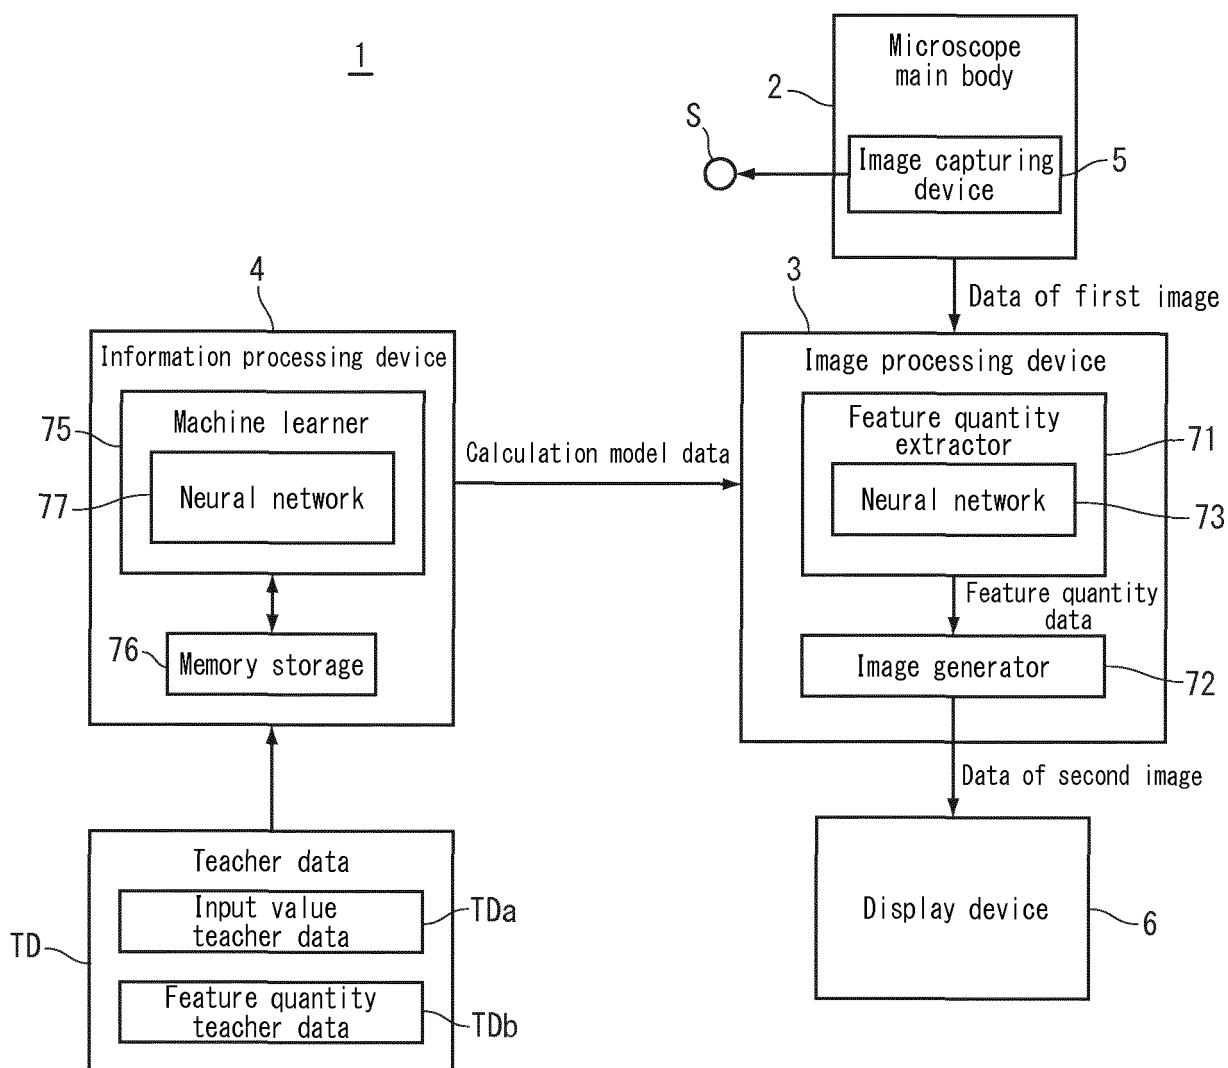 1
Microscope
main body
2
S
Image capturing
device
5
4
3
Data of first image
Information processing device
Image processing device
75
Machine learner
Feature quantity
extractor
71
Calculation model data
77
Neural network
Neural network
73
Feature quantity
data
76
Memory storage
Image generator
72
Data of second image
Teacher data
Input value
teacher data
TDa
Display device
6
TD
Feature quantity
teacher data
TDb